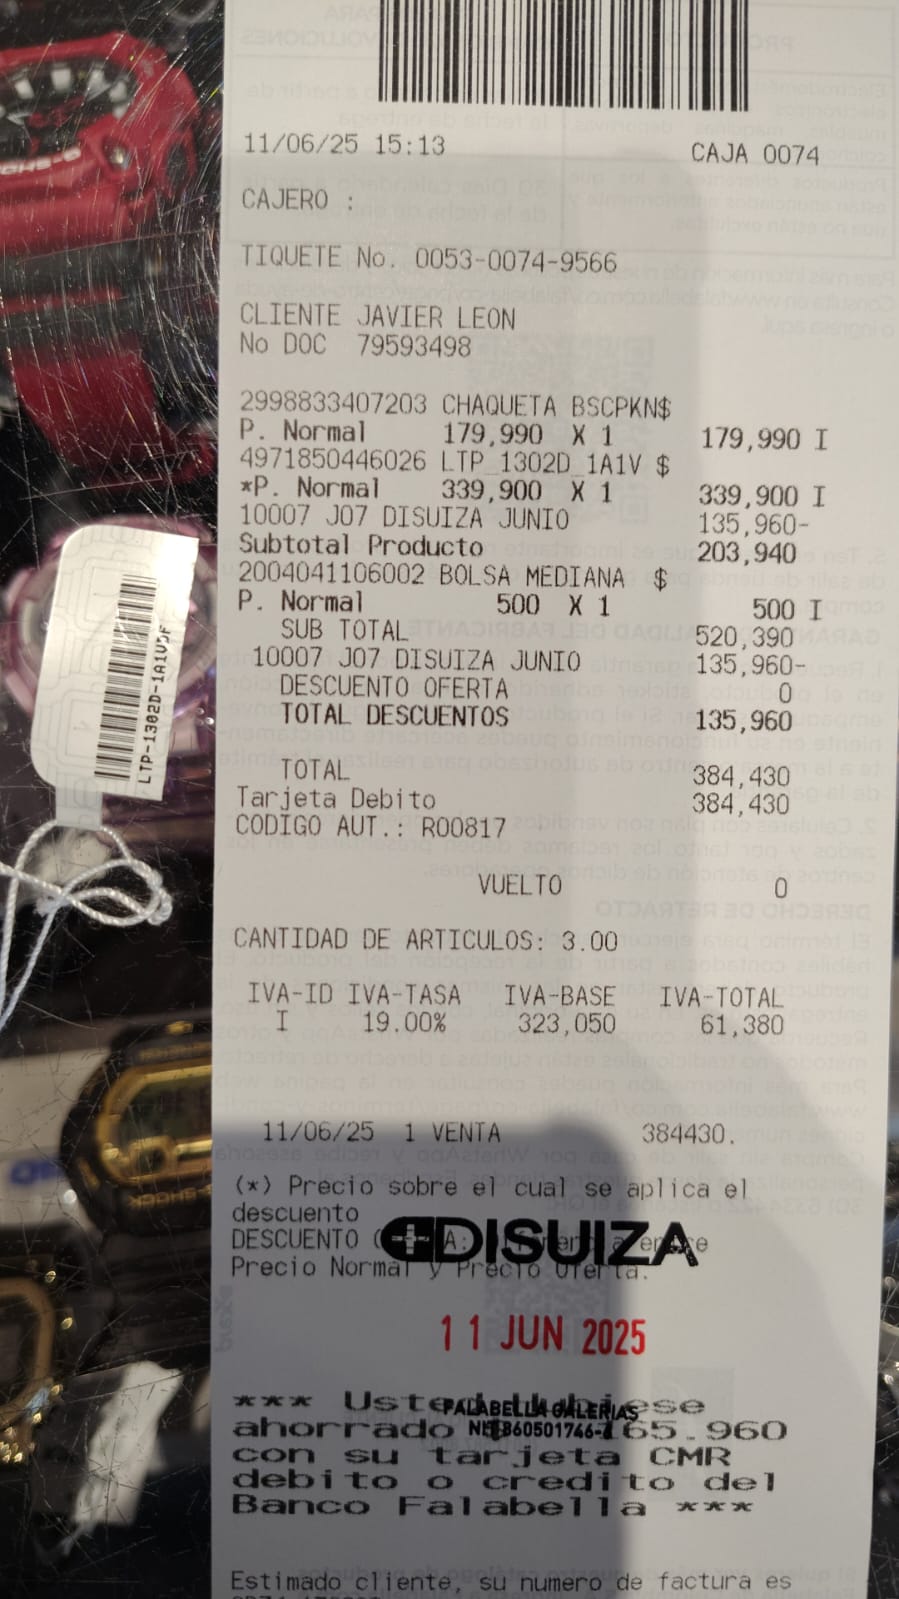 11/06/25 15:13 CAJA 0074
CAJERO :
TIQUETE No. 0053-0074-9566
CLIENTE JAVIER LEON
No DOC 79593498
2998833407203 CHAQUETA BSCPKN$
P. Normal 179,990 X 1 179,990 I
4971850446026 LTP_1302D_1A1V $
*P. Normal 339,900 X 1 339,900 I
10007 J07 DISUIZA JUNIO 135,960-
Subtotal Producto 203,940
2004041106002 BOLSA MEDIANA $
P. Normal 500 X 1 500 I
SUB TOTAL 520,390
10007 J07 DISUIZA JUNIO 135,960-
DESCUENTO OFERTA 0
TOTAL DESCUENTOS 135,960
TOTAL 384,430
Tarjeta Debito 384,430
CODIGO AUT.: R00817
VUELTO 0
CANTIDAD DE ARTICULOS: 3.00
IVA-ID IVA-TASA IVA-BASE IVA-TOTAL
I 19.00% 323,050 61,380
11/06/25 1 VENTA 384430.
(*) Precio sobre el cual se aplica el
descuento
DESCUENTO
DISUIZA
Precio Normal y Precio Oferta.
11 JUN 2025
*** Usted
FALABELLA GALERIAS
ahorrado 165.960
NIT 860501746-
con su tarjeta CMR
debito o credito del
Banco Falabella ***
Estimado cliente, su numero de factura es
LTP-1302D-1A1VDF
G-SHOCK